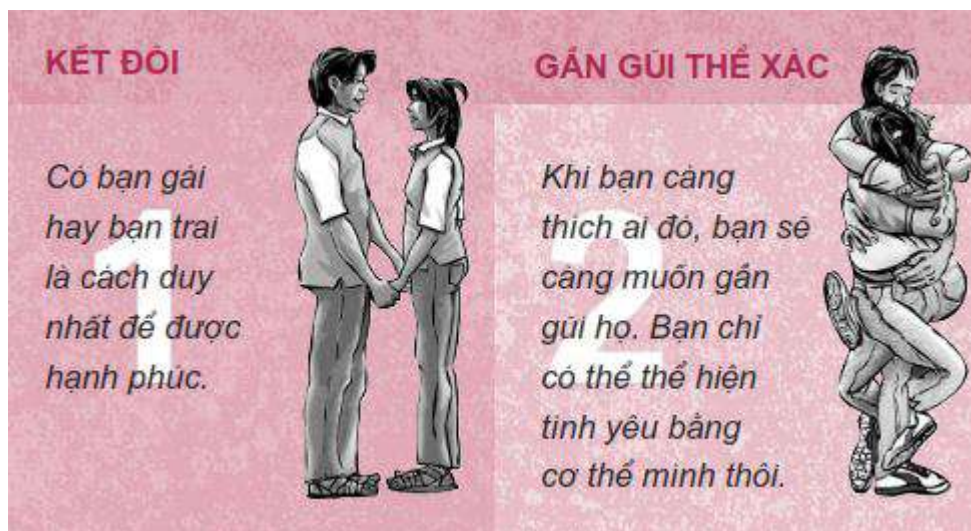 KẾT ĐÔI
Có bạn gái
hay bạn trai
là cách duy
nhất để được
hạnh phúc.
1
GẦN GŨI THỂ XÁC
Khi bạn càng
thích ai đó, bạn sẽ
càng muốn gần
gũi họ. Bạn chỉ
có thể thể hiện
tình yêu bằng
cơ thể mình thôi.
2